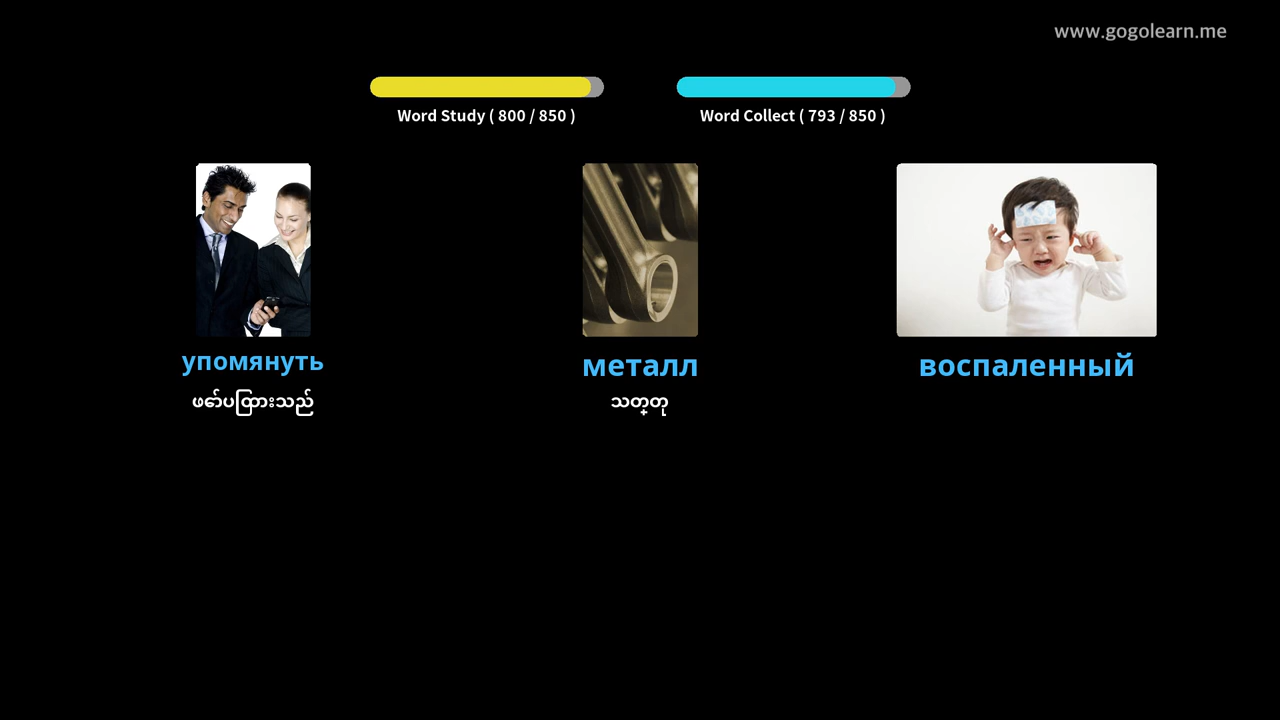 www.gogolearn.me
Word Study ( 800 / 850 )
Word Collect ( 793 / 850 )
упомянуть
металл
воспаленный
ဖော်ပြထားသည်
သတ္တု